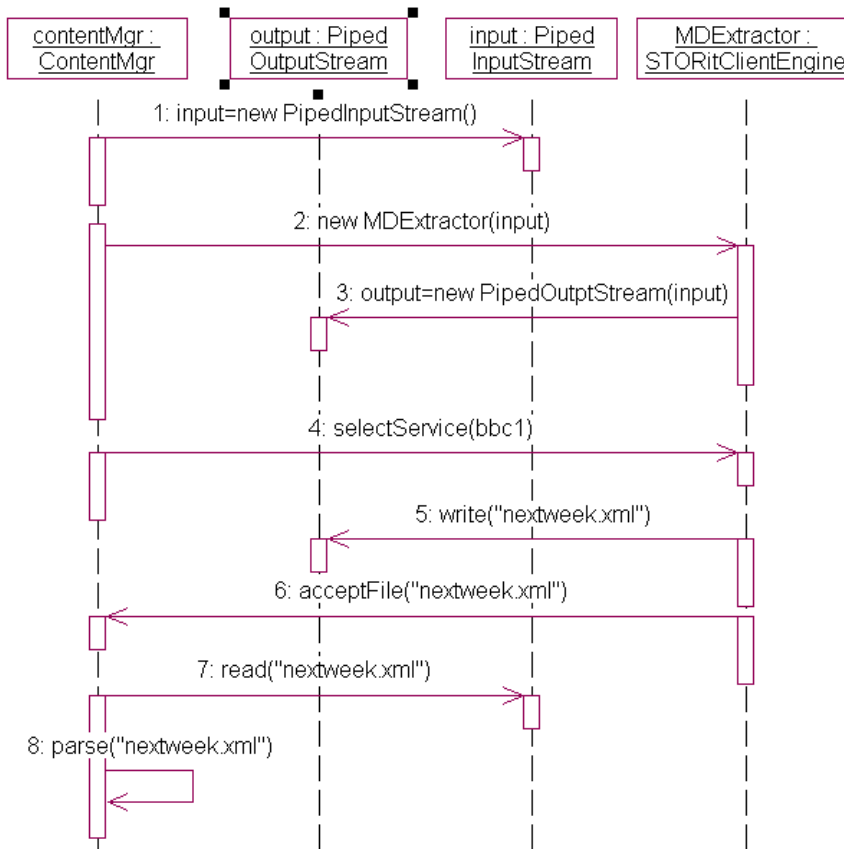 contentMgr :
ContentMgr
output : Piped
OutputStream
input : Piped
InputStream
MDExtractor :
STORitClientEngine
1: input=new PipedInputStream()
2: new MDExtractor(input)
3: output=new PipedOutptStream(input)
4: selectService(bbc1)
5: write("nextweek.xml")
6: acceptFile("nextweek.xml")
7: read("nextweek.xml")
8: parse("nextweek.xml")